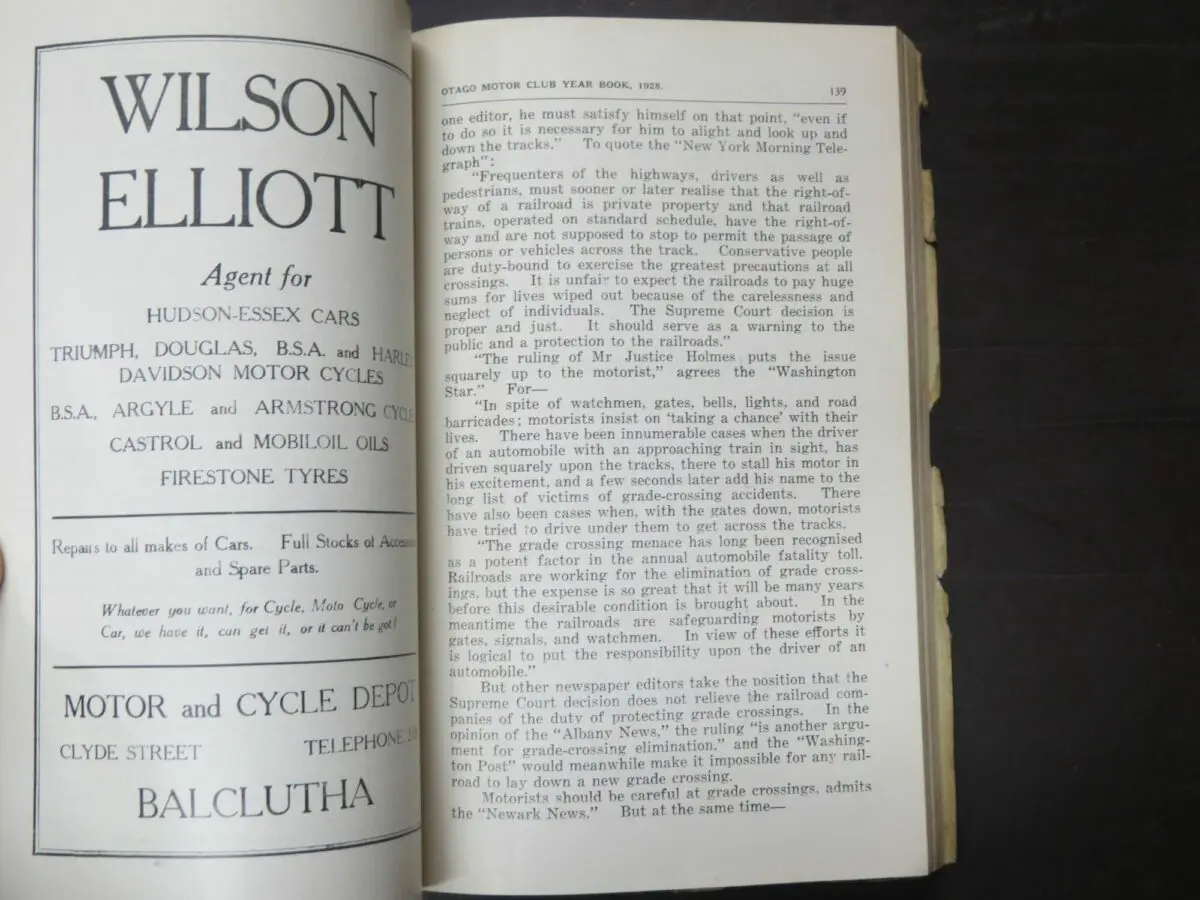 WILSON
ELLIOTT
Agent for
HUDSON-ESSEX CARS
TRIUMPH, DOUGLAS, B.S.A. and HARLEY
DAVIDSON MOTOR CYCLES
B.S.A., ARGYLE and ARMSTRONG CYCLE
CASTROL and MOBILOIL OILS
FIRESTONE TYRES
Repairs to all makes of Cars. Full Stocks of
and Spare Parts.
Whatever you want, for Cycle, Moto Cycle, or
Car, we have it, can get it, or it can't be got!
MOTOR and CYCLE DEPOT
CLYDE STREET TELEPHONE
BALCLUTHA
OTAGO MOTOR CLUB YEAR BOOK, 1928. 139
one editor, he must satisfy himself on that point, "even if
to do so it is necessary for him to alight and look up and
down the tracks." To quote the "New York Morning Tele-
graph":
"Frequenters of the highways, drivers as well as
pedestrians, must sooner or later realise that the right-of-
way of a railroad is private property and that railroad
trains, operated on standard schedule, have the right-of-
way and are not supposed to stop to permit the passage of
persons or vehicles across the track. Conservative people
are duty-bound to exercise the greatest precautions at all
crossings. It is unfair to expect the railroads to pay huge
sums for lives wiped out because of the carelessness and
neglect of individuals. The Supreme Court decision is
proper and just. It should serve as a warning to the
public and a protection to the railroads."
"The ruling of Mr Justice Holmes puts the issue
squarely up to the motorist," agrees the "Washington
Star." For—
"In spite of watchmen, gates, bells, lights, and road
barricades; motorists insist on 'taking a chance' with their
lives. There have been innumerable cases when the driver
of an automobile with an approaching train in sight, has
driven squarely upon the tracks, there to stall his motor in
his excitement, and a few seconds later add his name to the
long list of victims of grade-crossing accidents. There
have also been cases when, with the gates down, motorists
have tried to drive under them to get across the tracks.
"The grade crossing menace has long been recognised
as a potent factor in the annual automobile fatality toll.
Railroads are working for the elimination of grade cross-
ings, but the expense is so great that it will be many years
before this desirable condition is brought about. In the
meantime the railroads are safeguarding motorists by
gates, signals, and watchmen. In view of these efforts it
is logical to put the responsibility upon the driver of an
automobile."
But other newspaper editors take the position that the
Supreme Court decision does not relieve the railroad com-
panies of the duty of protecting grade crossings. In the
opinion of the "Albany News," the ruling "is another argu-
ment for grade-crossing elimination," and the "Washing-
ton Post" would meanwhile make it impossible for any rail-
road to lay down a new grade crossing.
Motorists should be careful at grade crossings, admits
the "Newark News." But at the same time—